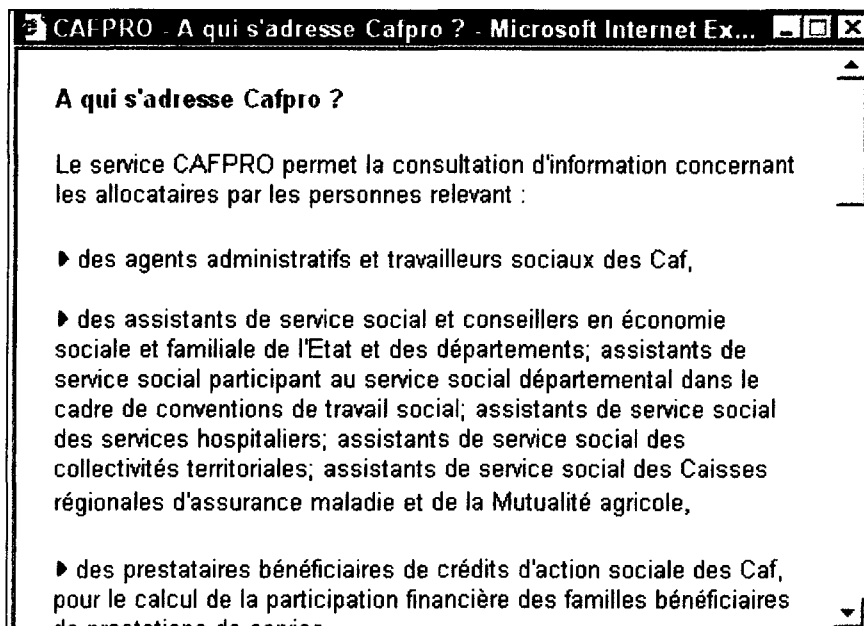 CAFPRO - A qui s'adresse Cafpro ? - Microsoft Internet Ex...
A qui s'adresse Cafpro ?
Le service CAFPRO permet la consultation d'information concernant
les allocataires par les personnes relevant :
des agents administratifs et travailleurs sociaux des Caf,
des assistants de service social et conseillers en économie
sociale et familiale de l'Etat et des départements; assistants de
service social participant au service social départemental dans le
cadre de conventions de travail social; assistants de service social
des services hospitaliers; assistants de service social des
collectivités territoriales; assistants de service social des Caisses
régionales d'assurance maladie et de la Mutualité agricole,
des prestataires bénéficiaires de crédits d'action sociale des Caf,
pour le calcul de la participation financière des familles bénéficiaires
de prestations de service